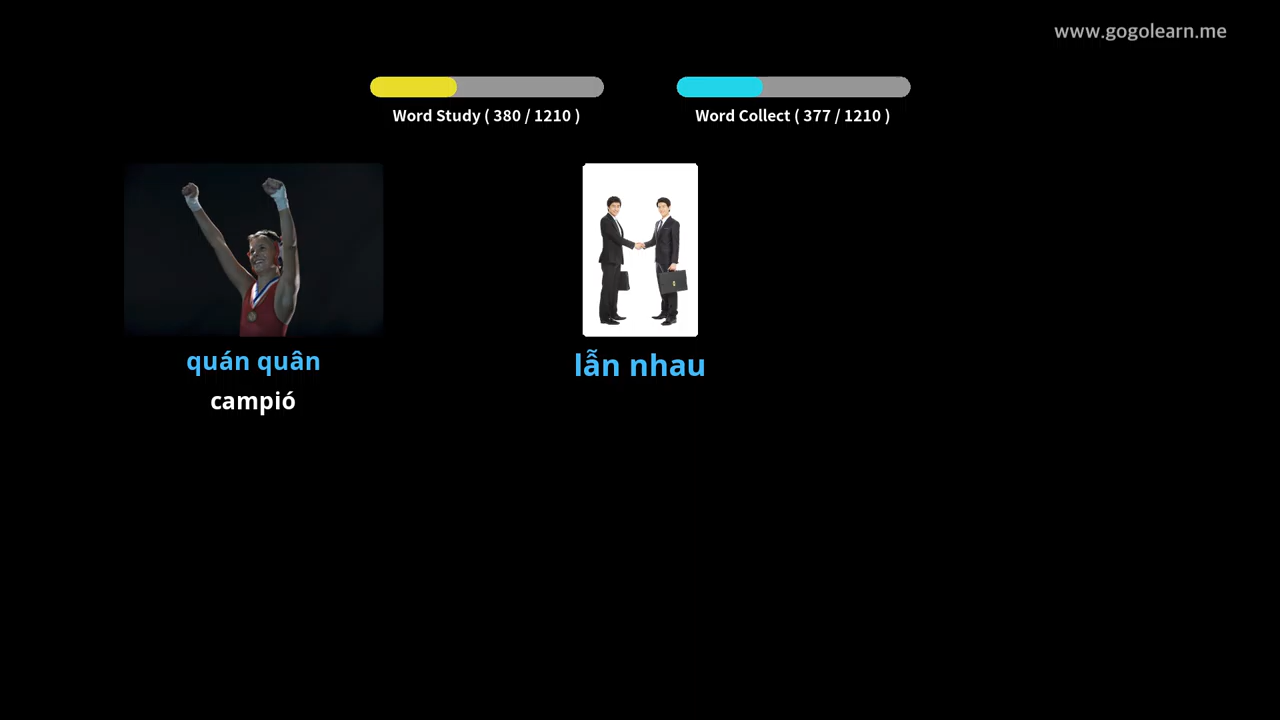 www.gogolearn.me
Word Study ( 380 / 1210 )
Word Collect ( 377 / 1210 )
quán quân
campió
lẫn nhau